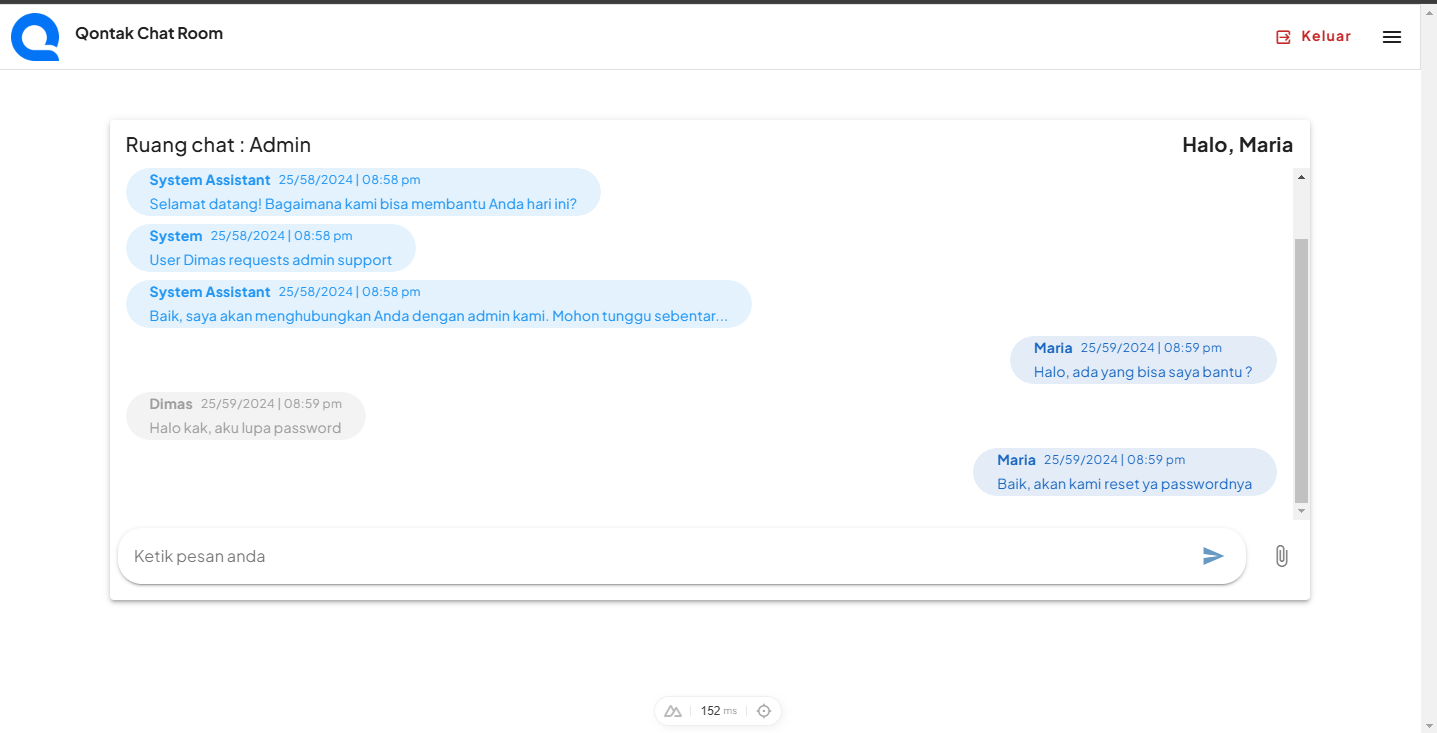 Qontak Chat Room
Keluar
Ruang chat : Admin
Halo, Maria
System Assistant 25/58/2024 | 08:58 pm
Selamat datang! Bagaimana kami bisa membantu Anda hari ini?
System 25/58/2024 | 08:58 pm
User Dimas requests admin support
System Assistant 25/58/2024 | 08:58 pm
Baik, saya akan menghubungkan Anda dengan admin kami. Mohon tunggu sebentar...
Maria 25/59/2024 | 08:59 pm
Halo, ada yang bisa saya bantu ?
Dimas 25/59/2024 | 08:59 pm
Halo kak, aku lupa password
Maria 25/59/2024 | 08:59 pm
Baik, akan kami reset ya passwordnya
Ketik pesan anda
152 ms